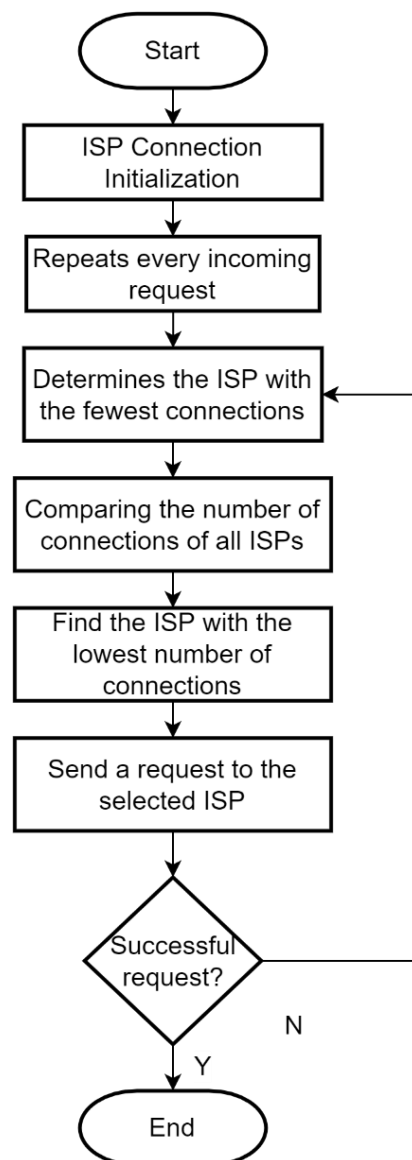 Start
ISP Connection
Initialization
Repeats every incoming
request
Determines the ISP with
the fewest connections
Comparing the number of
connections of all ISPs
Find the ISP with the
lowest number of
connections
Send a request to the
selected ISP
Successful
request?
N
Y
End